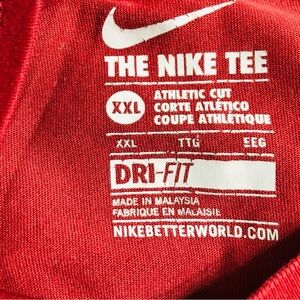 THE NIKE TEE
XXL
ATHLETIC CUT
CORTE ATLÉTICO
COUPE ATHLÉTIQUE
XXL TTG EEG
DRI-FIT
MADE IN MALAYSIA
FABRIQUÉ EN MALAISIE
NIKEBETTERWORLD.COM